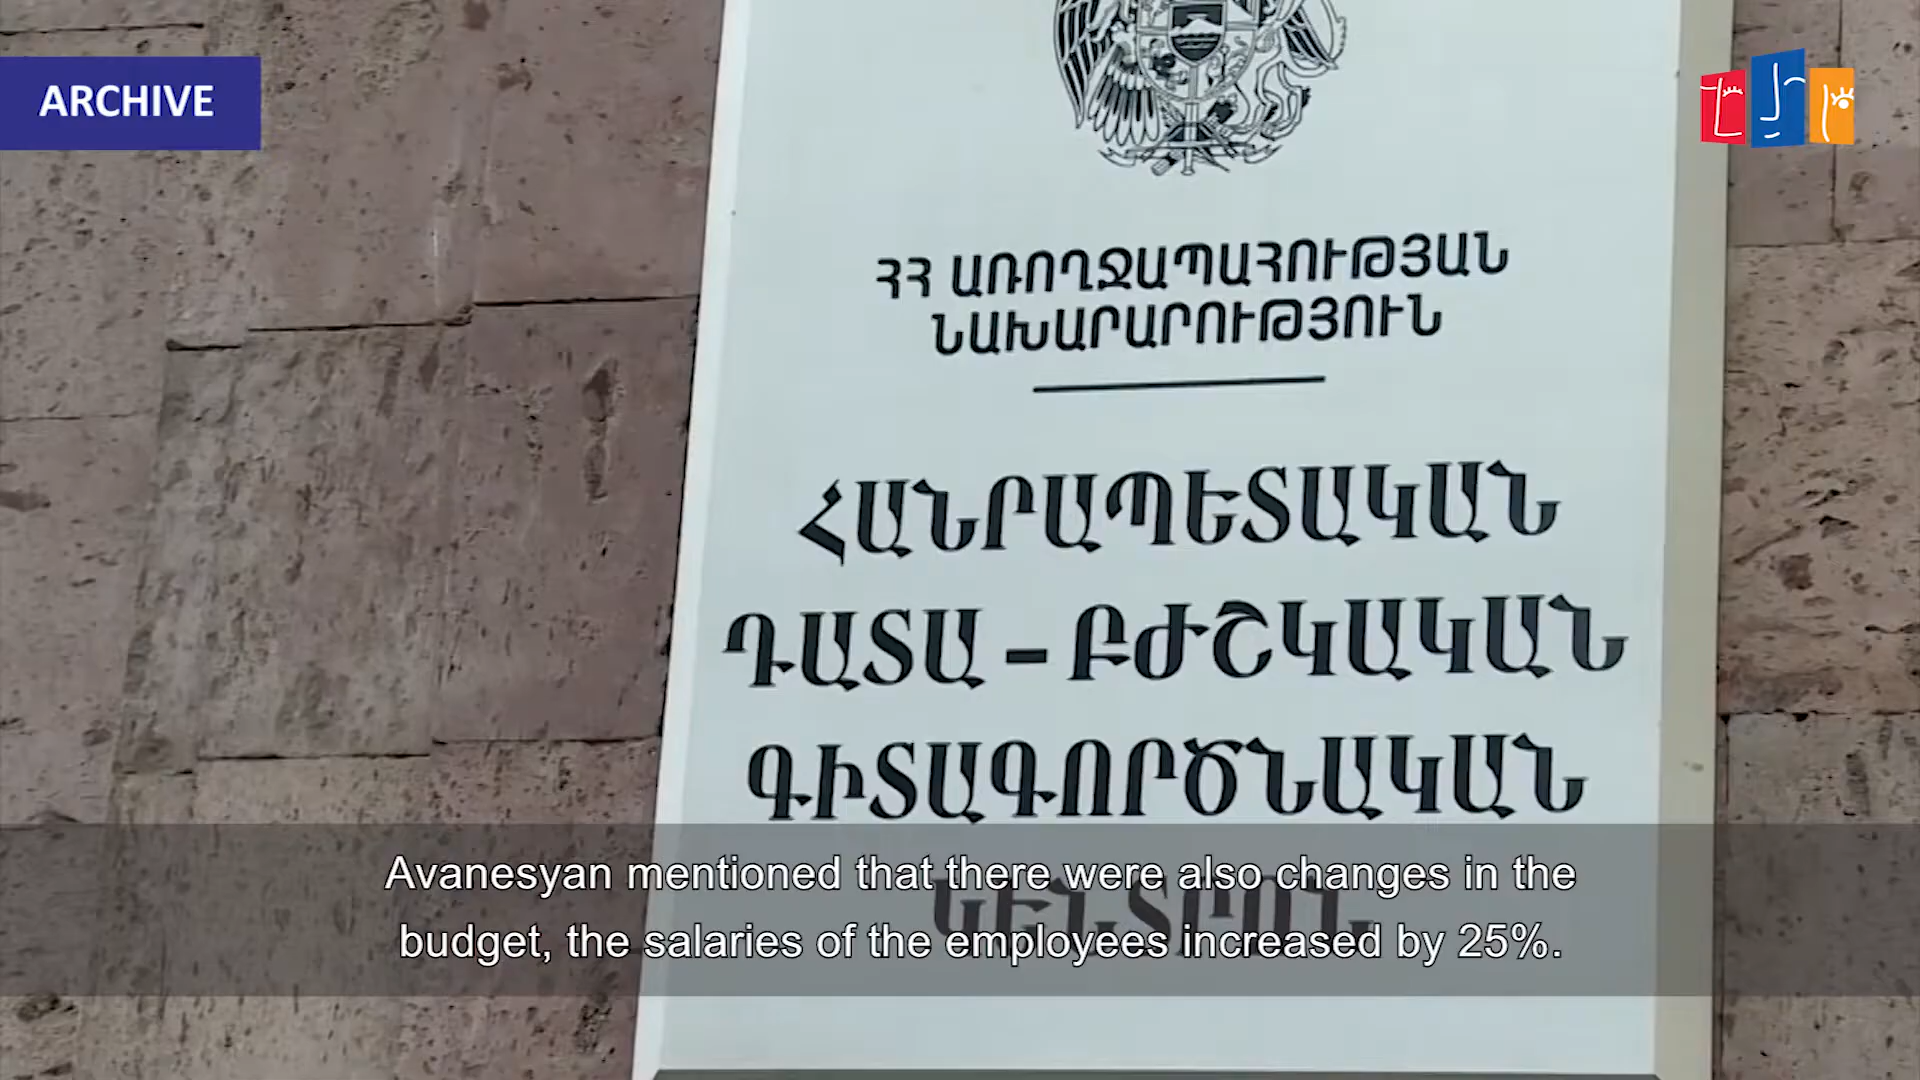 ARCHIVE
ՀՀ ԱՌՈՂՋԱՊԱՀՈՒԹՅԱՆ
ՆԱԽԱՐԱՐՈՒԹՅՈՒՆ
ՀԱՆՐԱՊԵՏԱԿԱՆ
ԴԱՏԱ – ԲԺՇԿԱԿԱՆ
ԳԻՏԱԳՈՐԾՆԱԿԱՆ
ԿԵՆՏՐՈՆ
Avanesyan mentioned that there were also changes in the
budget, the salaries of the employees increased by 25%.